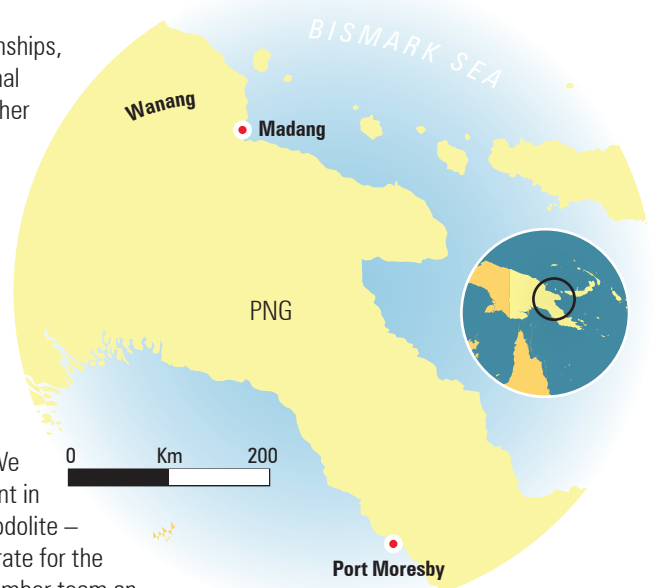 BISMARK SEA
nships,
nal
her
Wanang
Madang
PNG
We
0 Km 200
nt in
odolite –
rate for the
Port Moresby